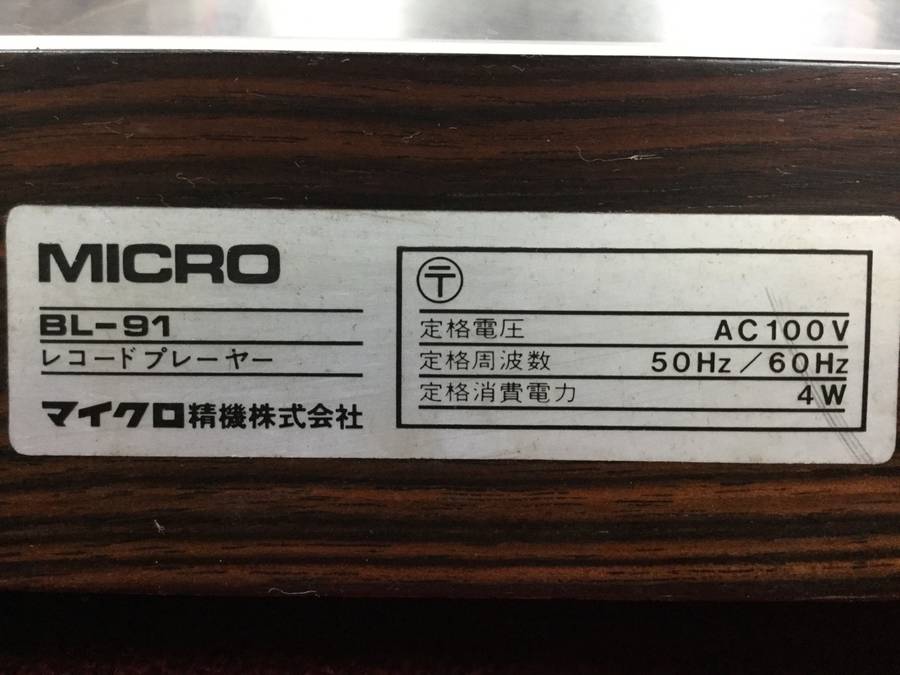 MICRO
BL-91
レコードプレーヤー
マイクロ精機株式会社
〒
定格電圧 AC100V
定格周波数 50Hz/60Hz
定格消費電力 4W